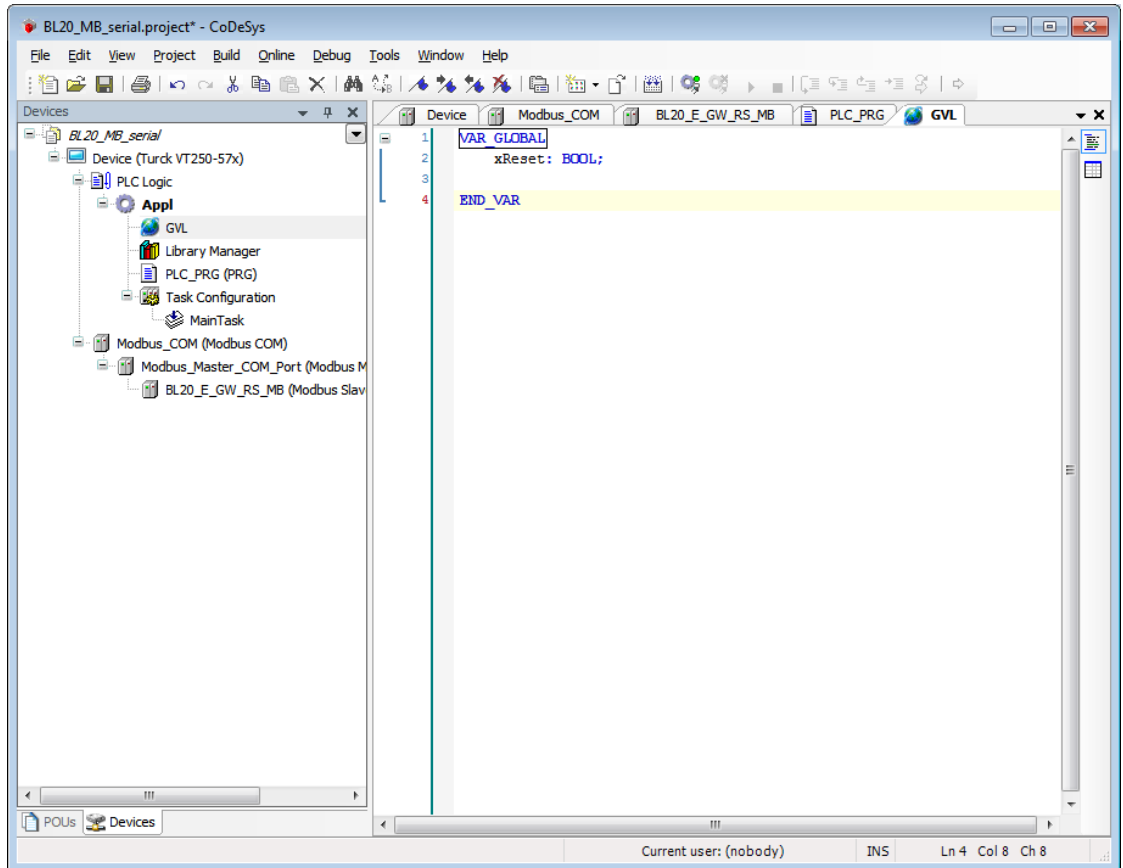 BL20_MB_serial.project* - CoDeSys
File Edit View Project Build Online Debug Tools Window Help
Devices
Device Modbus_COM BL20_E_GW_RS_MB PLC_PRG GVL
BL20_MB_serial
Device (Turck VT250-57x)
PLC Logic
Appl
GVL
Library Manager
PLC_PRG (PRG)
Task Configuration
MainTask
Modbus_COM (Modbus COM)
Modbus_Master_COM_Port (Modbus M
BL20_E_GW_RS_MB (Modbus Slav
1 VAR_GLOBAL
2 xReset: BOOL;
3
4 END_VAR
POUs Devices
Current user: (nobody) INS Ln 4 Col 8 Ch 8